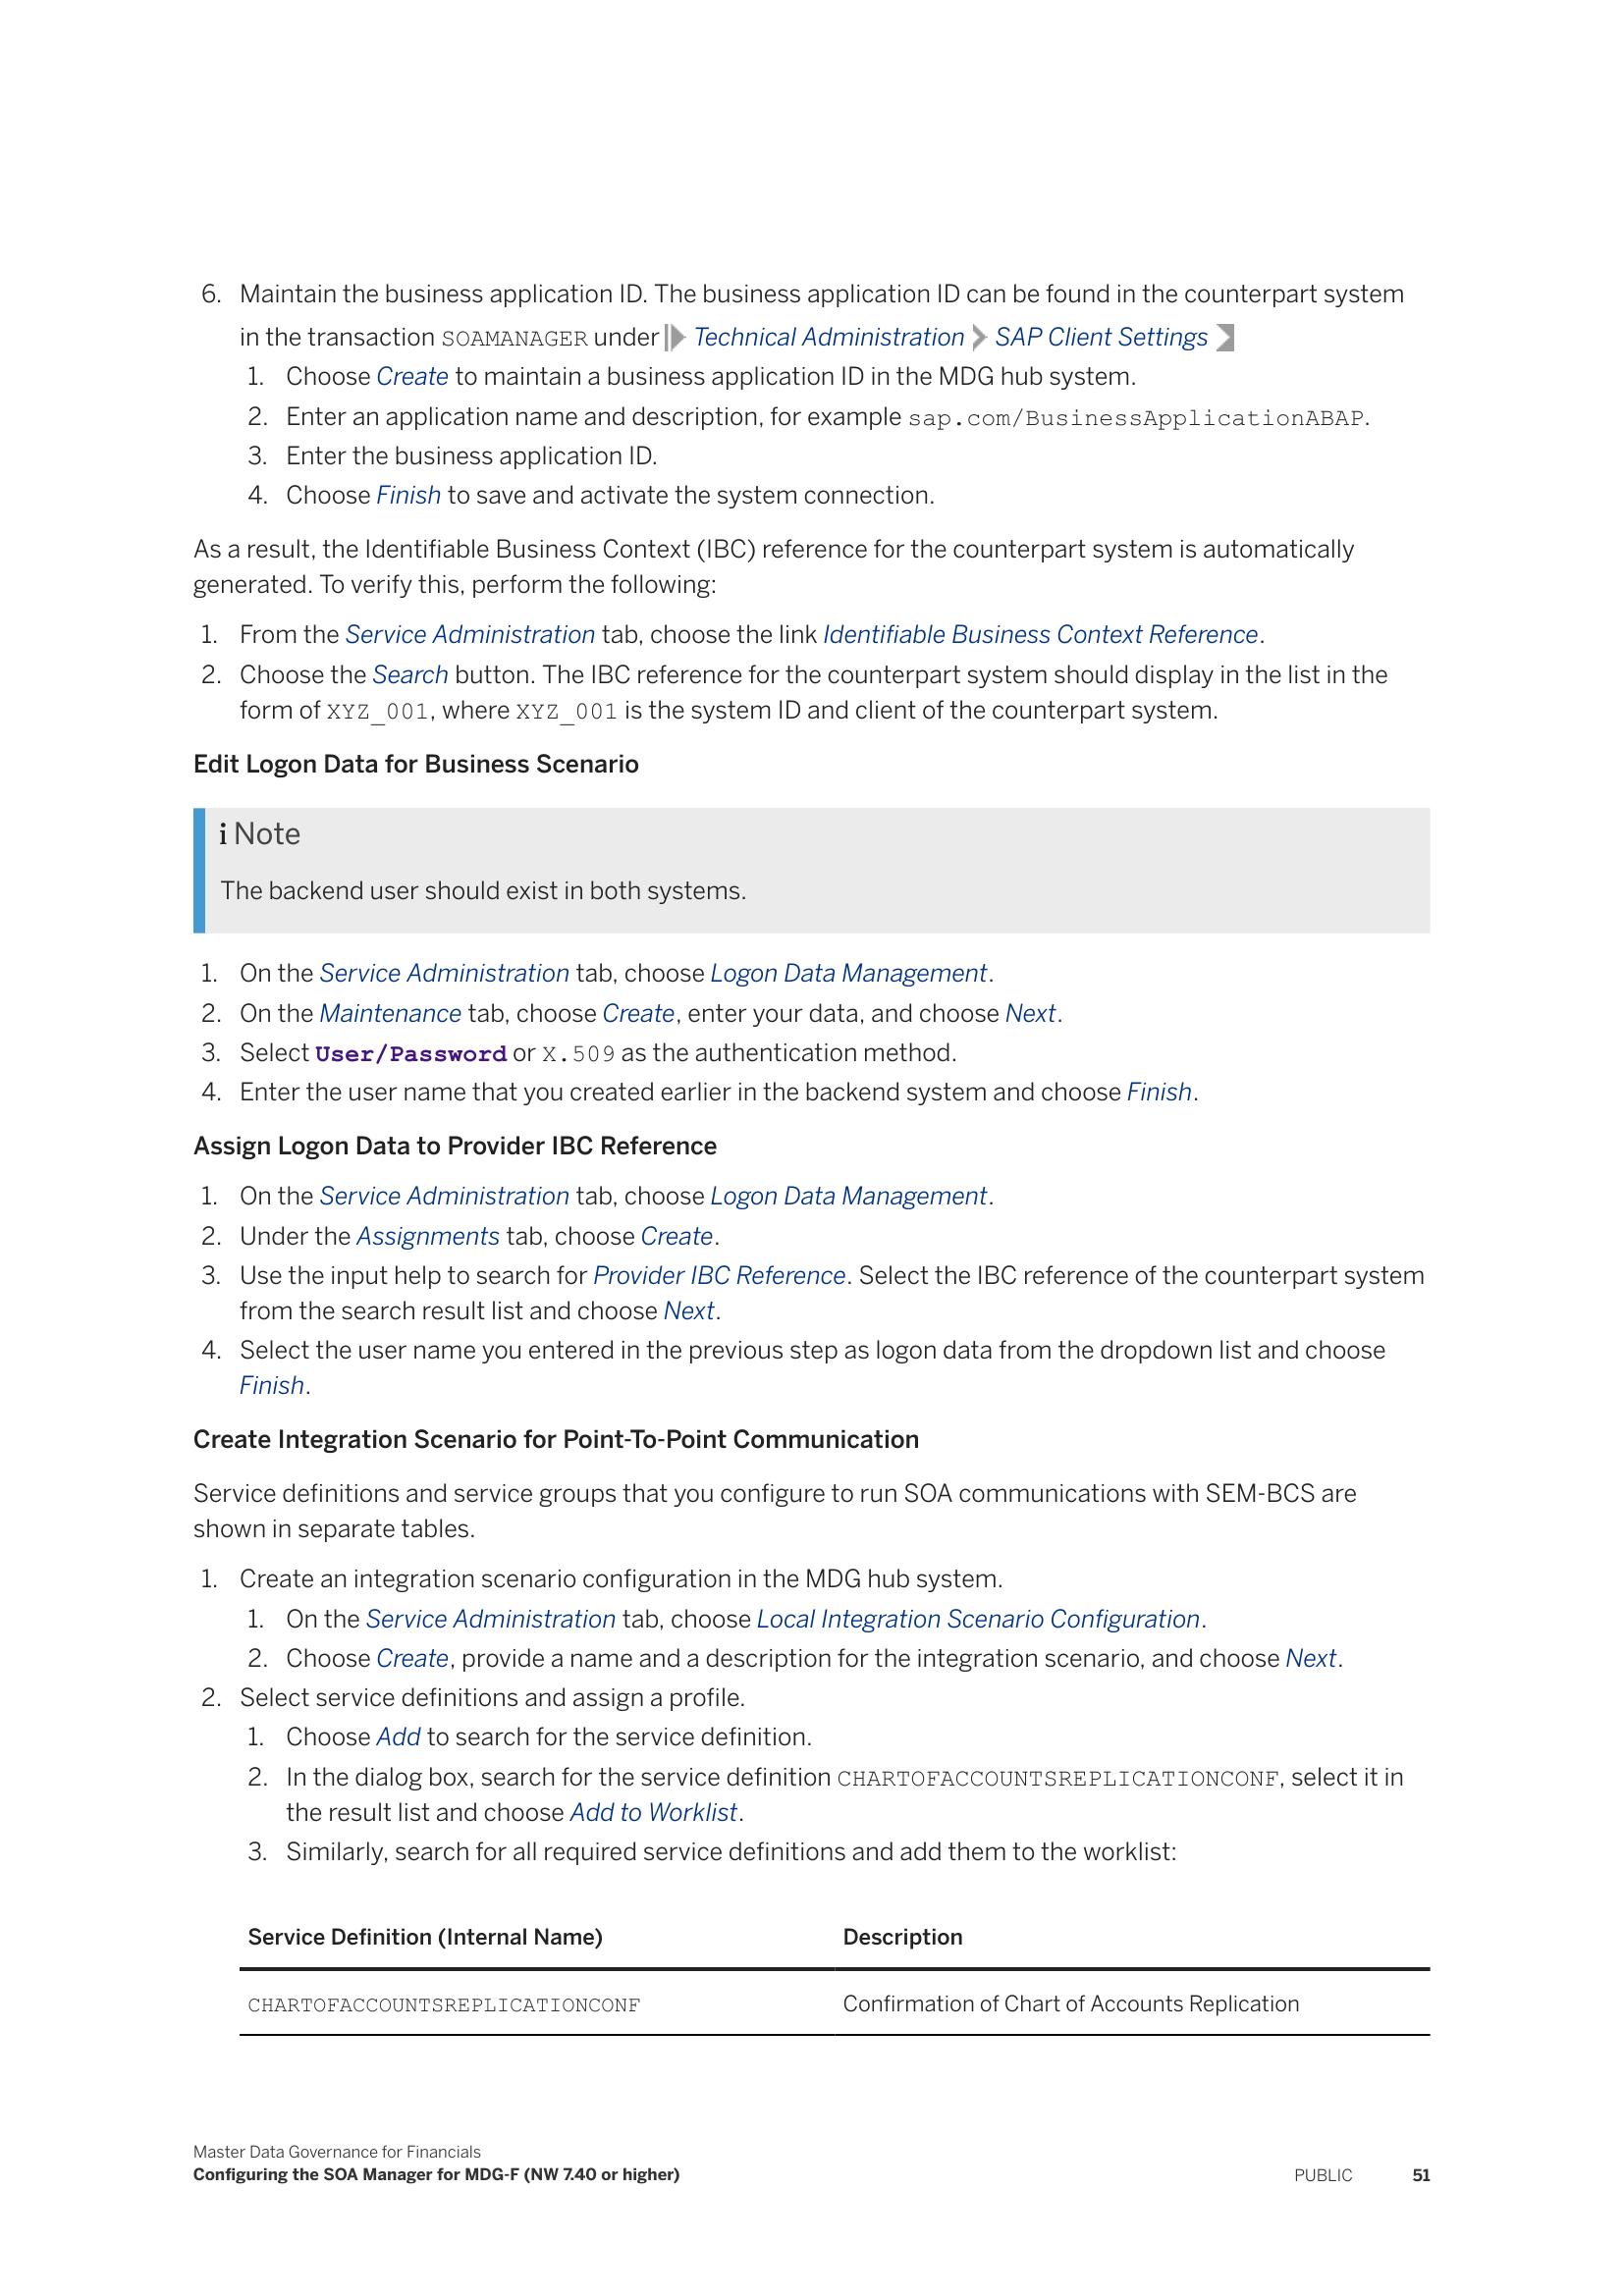 6. Maintain the business application ID. The business application ID can be found in the counterpart system
in the transaction SOAMANAGER under Technical Administration SAP Client Settings
1. Choose Create to maintain a business application ID in the MDG hub system.
2. Enter an application name and description, for example sap.com/BusinessApplicationABAP.
3. Enter the business application ID.
4. Choose Finish to save and activate the system connection.
As a result, the Identifiable Business Context (IBC) reference for the counterpart system is automatically
generated. To verify this, perform the following:
1. From the Service Administration tab, choose the link Identifiable Business Context Reference.
2. Choose the Search button. The IBC reference for the counterpart system should display in the list in the
form of XYZ_001, where XYZ_001 is the system ID and client of the counterpart system.
Edit Logon Data for Business Scenario
i Note
The backend user should exist in both systems.
1. On the Service Administration tab, choose Logon Data Management.
2. On the Maintenance tab, choose Create, enter your data, and choose Next.
3. Select User/Password or X.509 as the authentication method.
4. Enter the user name that you created earlier in the backend system and choose Finish.
Assign Logon Data to Provider IBC Reference
1. On the Service Administration tab, choose Logon Data Management.
2. Under the Assignments tab, choose Create.
3. Use the input help to search for Provider IBC Reference. Select the IBC reference of the counterpart system
from the search result list and choose Next.
4. Select the user name you entered in the previous step as logon data from the dropdown list and choose
Finish.
Create Integration Scenario for Point-To-Point Communication
Service definitions and service groups that you configure to run SOA communications with SEM-BCS are
shown in separate tables.
1. Create an integration scenario configuration in the MDG hub system.
1. On the Service Administration tab, choose Local Integration Scenario Configuration.
2. Choose Create, provide a name and a description for the integration scenario, and choose Next.
2. Select service definitions and assign a profile.
1. Choose Add to search for the service definition.
2. In the dialog box, search for the service definition CHARTOFACCOUNTSREPLICATIONCONF, select it in
the result list and choose Add to Worklist.
3. Similarly, search for all required service definitions and add them to the worklist:
Service Definition (Internal Name) Description
CHARTOFACCOUNTSREPLICATIONCONF Confirmation of Chart of Accounts Replication
Master Data Governance for Financials
Configuring the SOA Manager for MDG-F (NW 7.40 or higher) PUBLIC 51